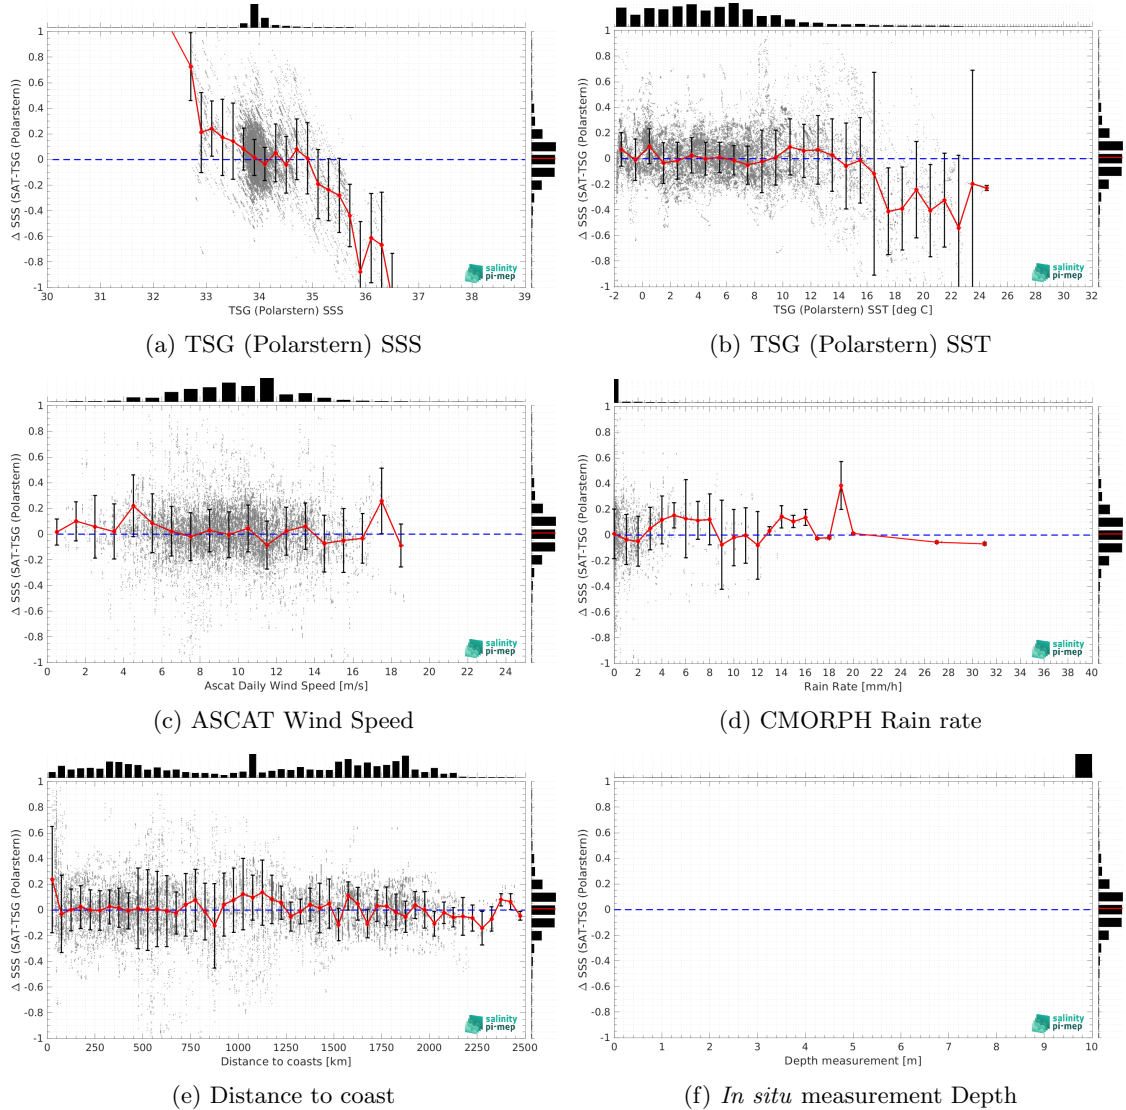 1
0.8
0.6
0.4
0.2
0
-0.2
-0.4
-0.6
-0.8
-1
Δ SSS (SAT-TSG (Polarstern))
salinity
pi-mep
30 31 32 33 34 35 36 37 38 39
TSG (Polarstern) SSS
(a) TSG (Polarstern) SSS
1
0.8
0.6
0.4
0.2
0
-0.2
-0.4
-0.6
-0.8
-1
Δ SSS (SAT-TSG (Polarstern))
salinity
pi-mep
-2 0 2 4 6 8 10 12 14 16 18 20 22 24 26 28 30 32
TSG (Polarstern) SST [deg C]
(b) TSG (Polarstern) SST
1
0.8
0.6
0.4
0.2
0
-0.2
-0.4
-0.6
-0.8
-1
Δ SSS (SAT-TSG (Polarstern))
salinity
pi-mep
0 2 4 6 8 10 12 14 16 18 20 22 24
Ascat Daily Wind Speed [m/s]
(c) ASCAT Wind Speed
1
0.8
0.6
0.4
0.2
0
-0.2
-0.4
-0.6
-0.8
-1
Δ SSS (SAT-TSG (Polarstern))
salinity
pi-mep
0 2 4 6 8 10 12 14 16 18 20 22 24 26 28 30 32 34 36 38 40
Rain Rate [mm/h]
(d) CMORPH Rain rate
1
0.8
0.6
0.4
0.2
0
-0.2
-0.4
-0.6
-0.8
-1
Δ SSS (SAT-TSG (Polarstern))
salinity
pi-mep
0 250 500 750 1000 1250 1500 1750 2000 2250 2500
Distance to coasts [km]
(e) Distance to coast
1
0.8
0.6
0.4
0.2
0
-0.2
-0.4
-0.6
-0.8
-1
Δ SSS (SAT-TSG (Polarstern))
salinity
pi-mep
0 1 2 3 4 5 6 7 8 9 10
Depth measurement [m]
(f) In situ measurement Depth